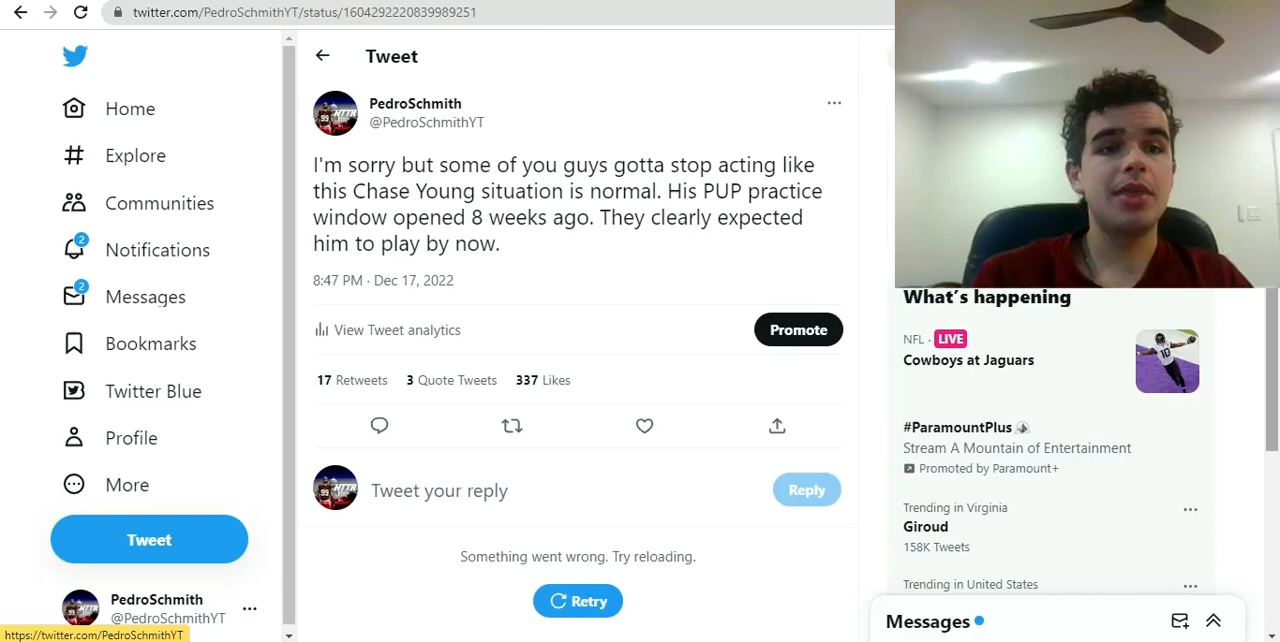 twitter.com/PedroSchmithYT/status/1604292220839989251
Home
Explore
Communities
2
Notifications
2
Messages
Bookmarks
Twitter Blue
Profile
More
Tweet
PedroSchmith
@PedroSchmithYT
https://twitter.com/PedroSchmithYT
Tweet
PedroSchmith
@PedroSchmithYT
I'm sorry but some of you guys gotta stop acting like
this Chase Young situation is normal. His PUP practice
window opened 8 weeks ago. They clearly expected
him to play by now.
8:47 PM · Dec 17, 2022
View Tweet analytics
Promote
17 Retweets 3 Quote Tweets 337 Likes
Tweet your reply
Reply
Something went wrong. Try reloading.
Retry
What's happening
NFL · LIVE
Cowboys at Jaguars
#ParamountPlus
Stream A Mountain of Entertainment
Promoted by Paramount+
Trending in Virginia
Giroud
158K Tweets
Trending in United States
Messages